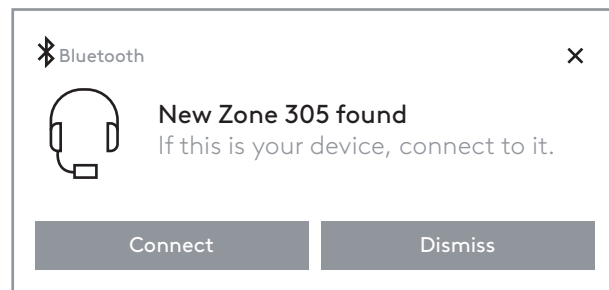 Bluetooth
New Zone 305 found
If this is your device, connect to it.
Connect
Dismiss